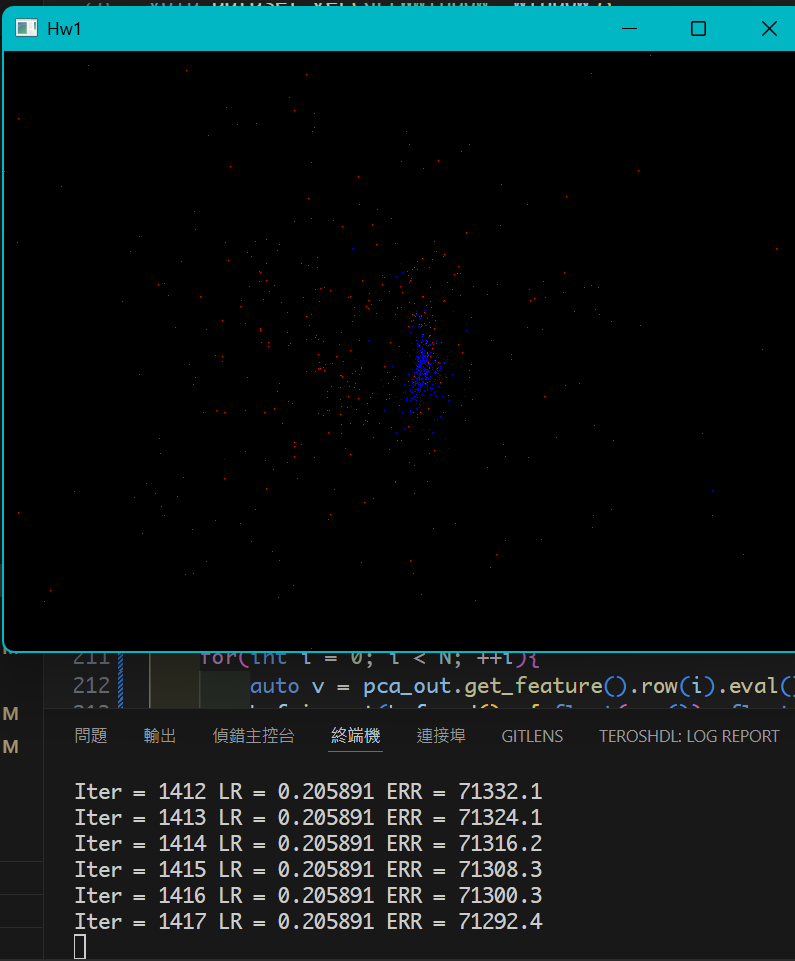 Hw1
211 for(int i = 0; i < N; ++i){
212 auto v = pca_out.get_feature().row(i).eval()
M
M
問題 輸出 偵錯主控台 終端機 連接埠 GITLENS TEROSHDL: LOG REPORT
Iter = 1412 LR = 0.205891 ERR = 71332.1
Iter = 1413 LR = 0.205891 ERR = 71324.1
Iter = 1414 LR = 0.205891 ERR = 71316.2
Iter = 1415 LR = 0.205891 ERR = 71308.3
Iter = 1416 LR = 0.205891 ERR = 71300.3
Iter = 1417 LR = 0.205891 ERR = 71292.4